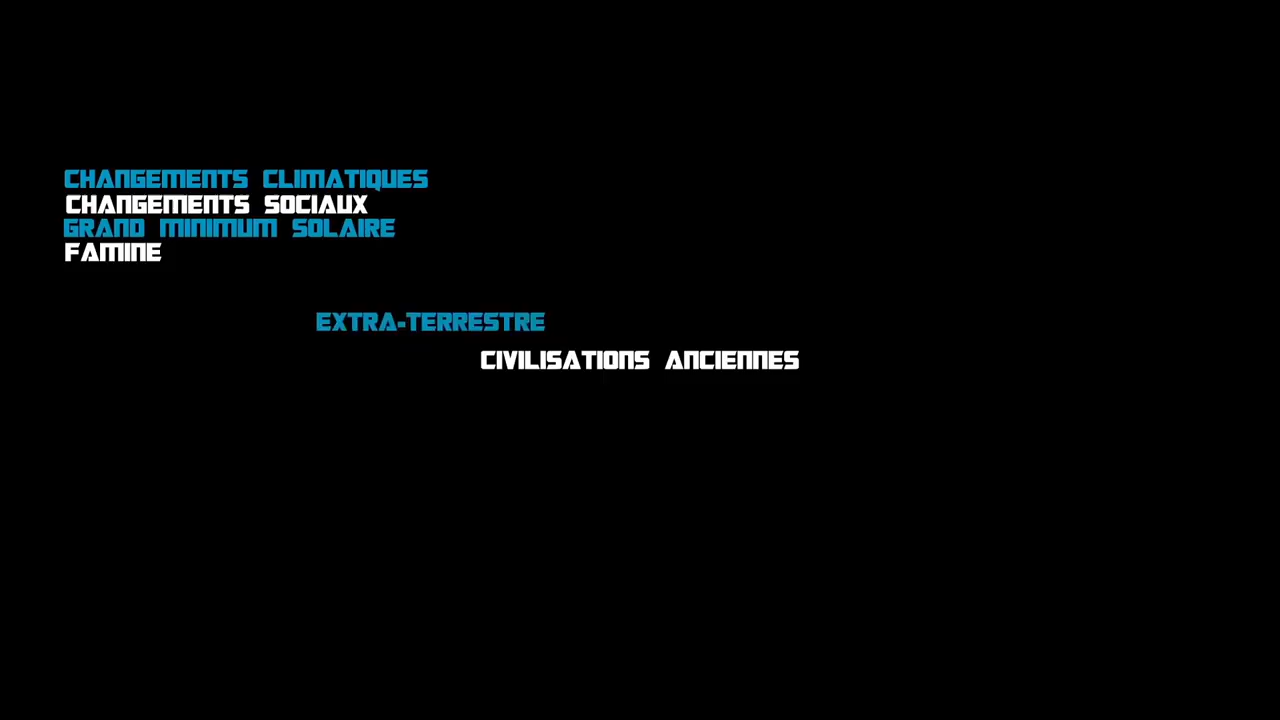 CHANGEMENTS CLIMATIQUES
CHANGEMENTS SOCIAUX
GRAND MINIMUM SOLAIRE
FAMINE
EXTRA-TERRESTRE
CIVILISATIONS ANCIENNES